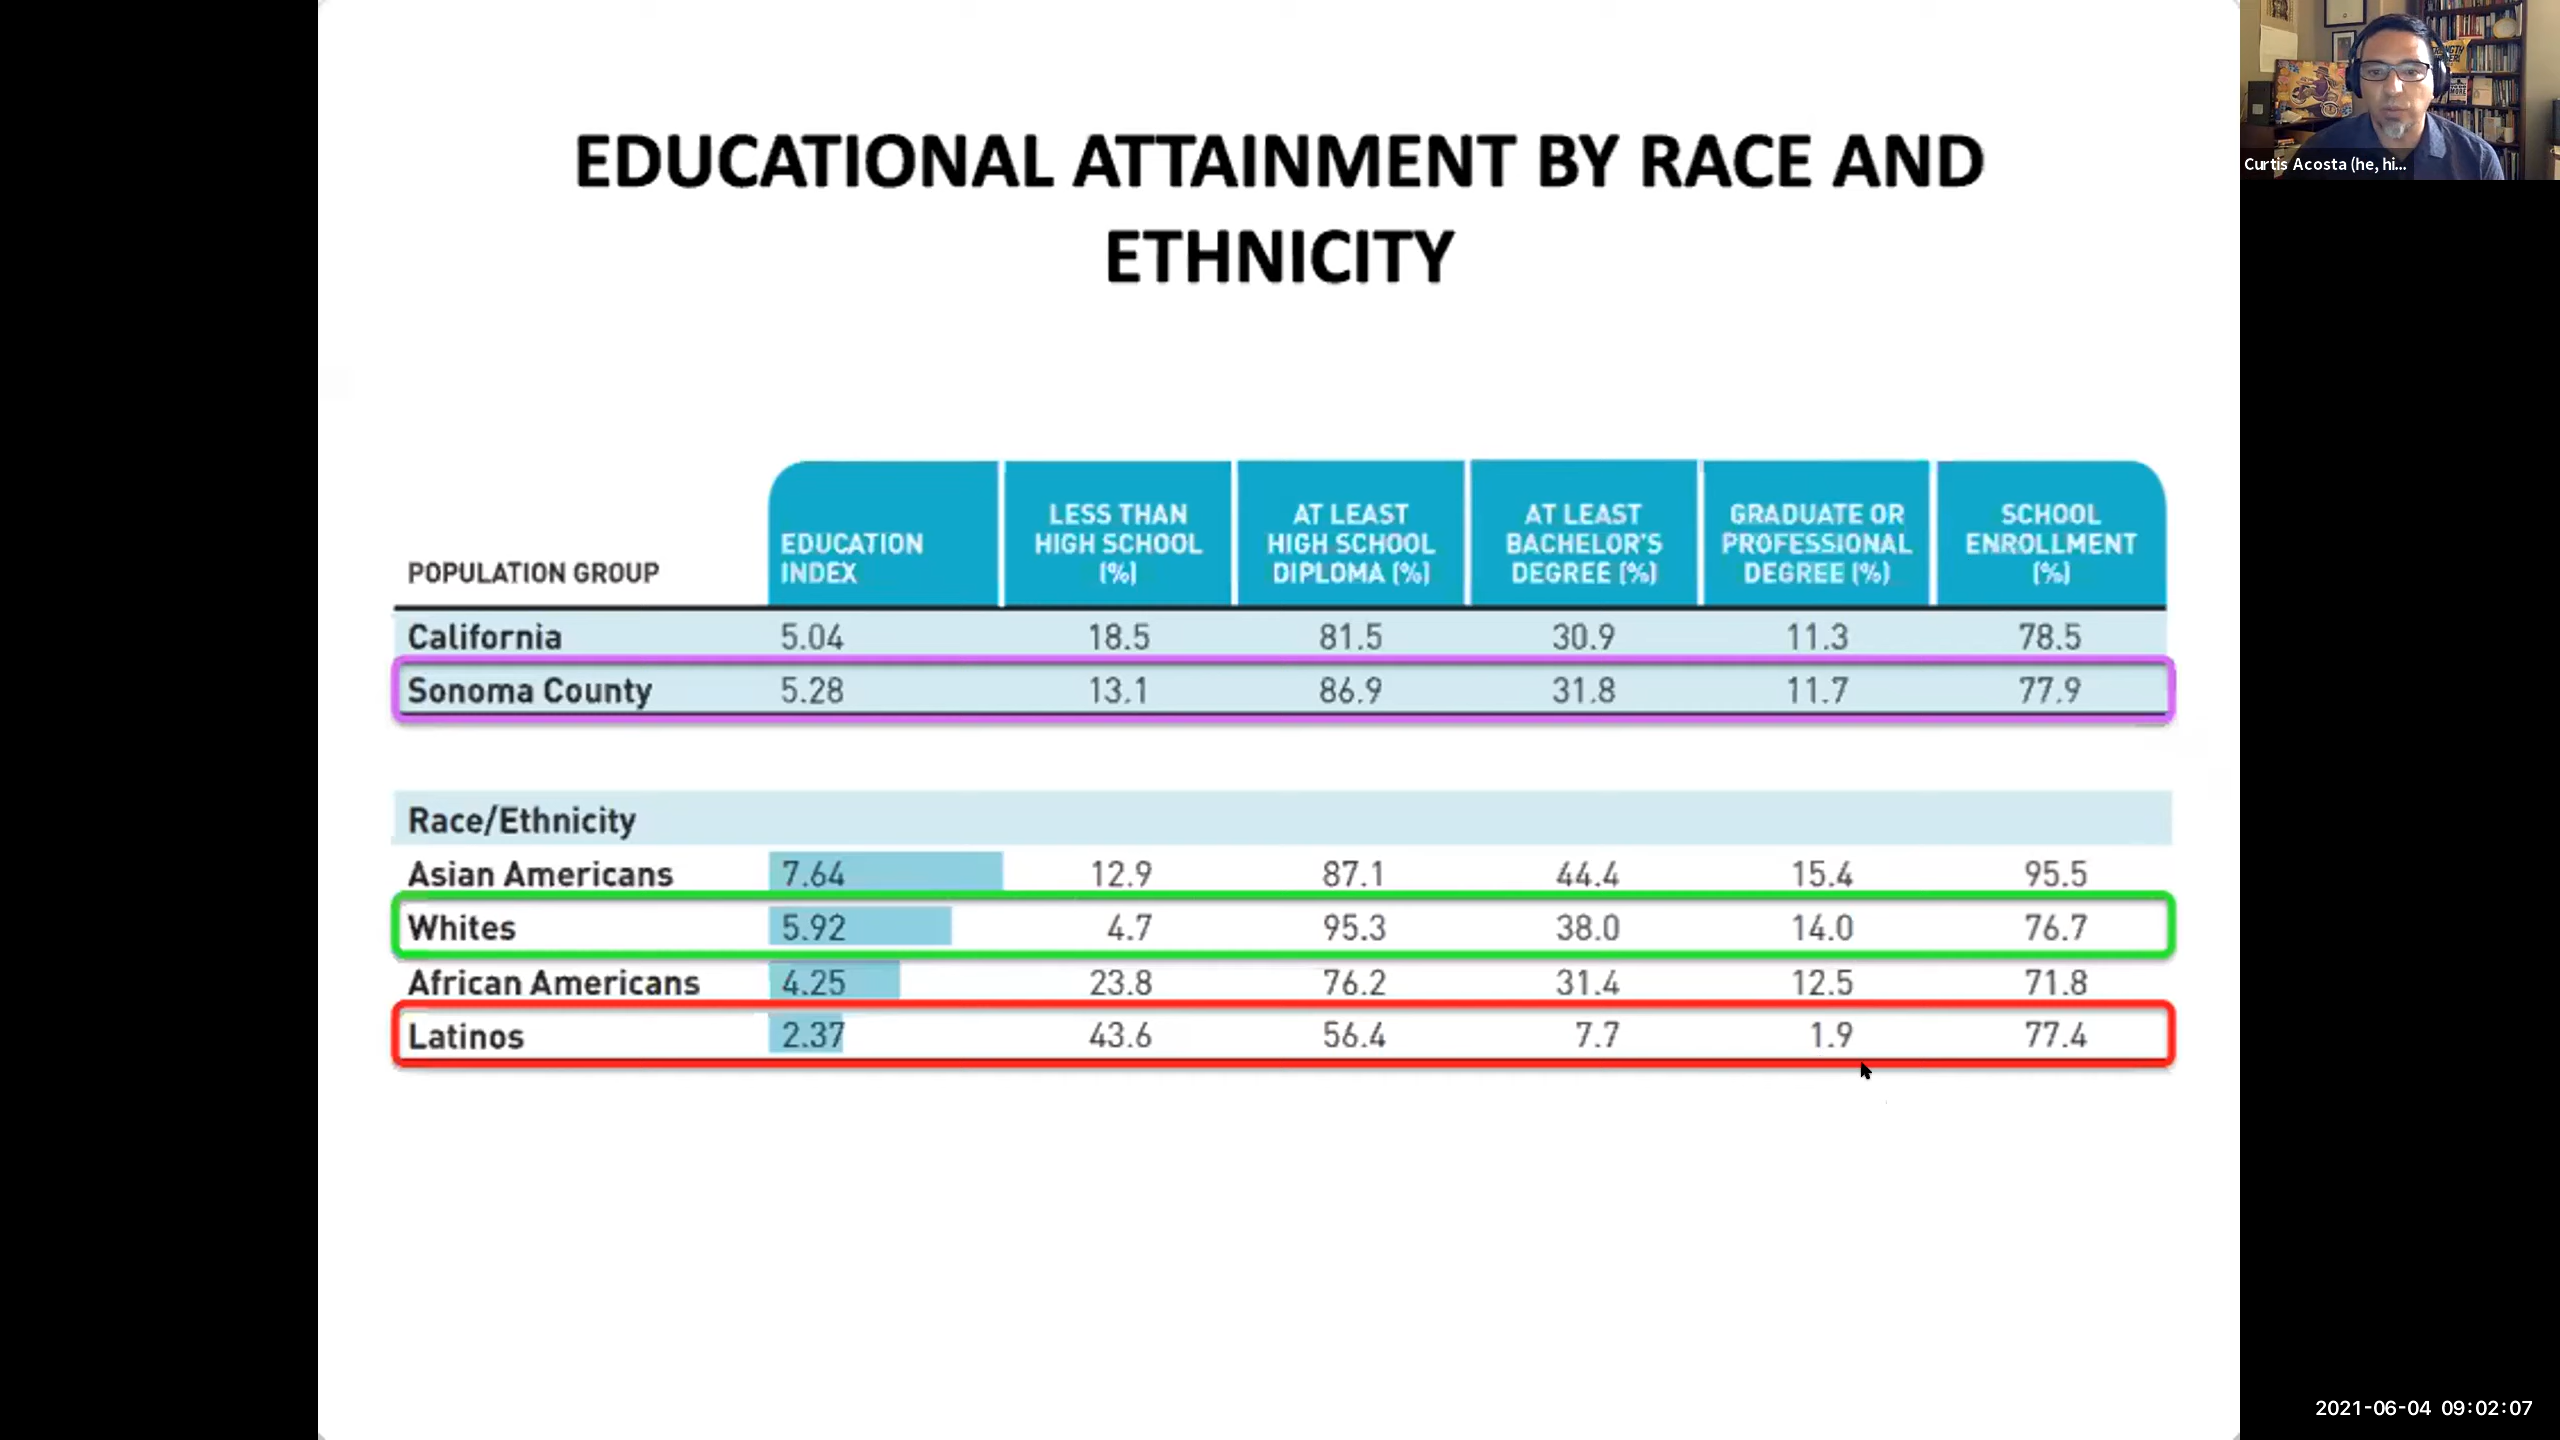 EDUCATIONAL ATTAINMENT BY RACE AND
ETHNICITY
POPULATION GROUP
EDUCATION
INDEX
LESS THAN
HIGH SCHOOL
(%)
AT LEAST
HIGH SCHOOL
DIPLOMA (%)
AT LEAST
BACHELOR'S
DEGREE (%)
GRADUATE OR
PROFESSIONAL
DEGREE (%)
SCHOOL
ENROLLMENT
(%)
California 5.04 18.5 81.5 30.9 11.3 78.5
Sonoma County 5.28 13.1 86.9 31.8 11.7 77.9
Race/Ethnicity
Asian Americans 7.64 12.9 87.1 44.4 15.4 95.5
Whites 5.92 4.7 95.3 38.0 14.0 76.7
African Americans 4.25 23.8 76.2 31.4 12.5 71.8
Latinos 2.37 43.6 56.4 7.7 1.9 77.4
Curtis Acosta (he, hi...
2021-06-04 09:02:07